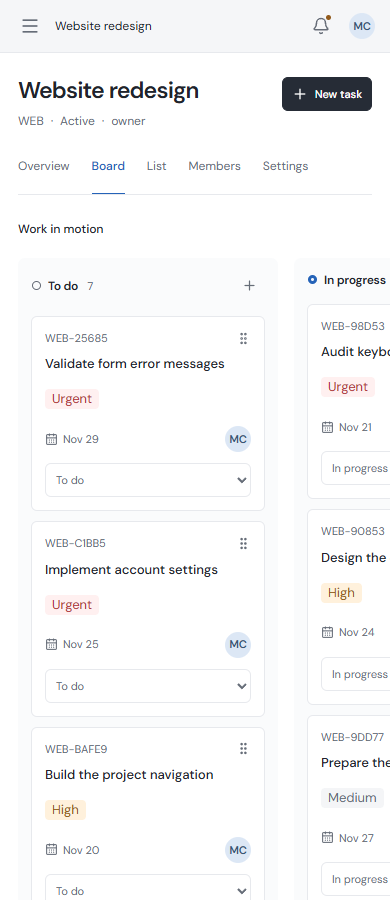 Website redesign
MC
Website redesign
New task
WEB · Active · owner
Overview
Board
List
Members
Settings
Work in motion
To do 7
WEB-25685
Validate form error messages
Urgent
Nov 29
MC
To do
WEB-C1BB5
Implement account settings
Urgent
Nov 25
MC
To do
WEB-BAFE9
Build the project navigation
High
Nov 20
MC
To do
In progress
WEB-98D53
Audit keybo
Urgent
Nov 21
In progress
WEB-90853
Design the
High
Nov 24
In progress
WEB-9DD77
Prepare the
Medium
Nov 27
In progress